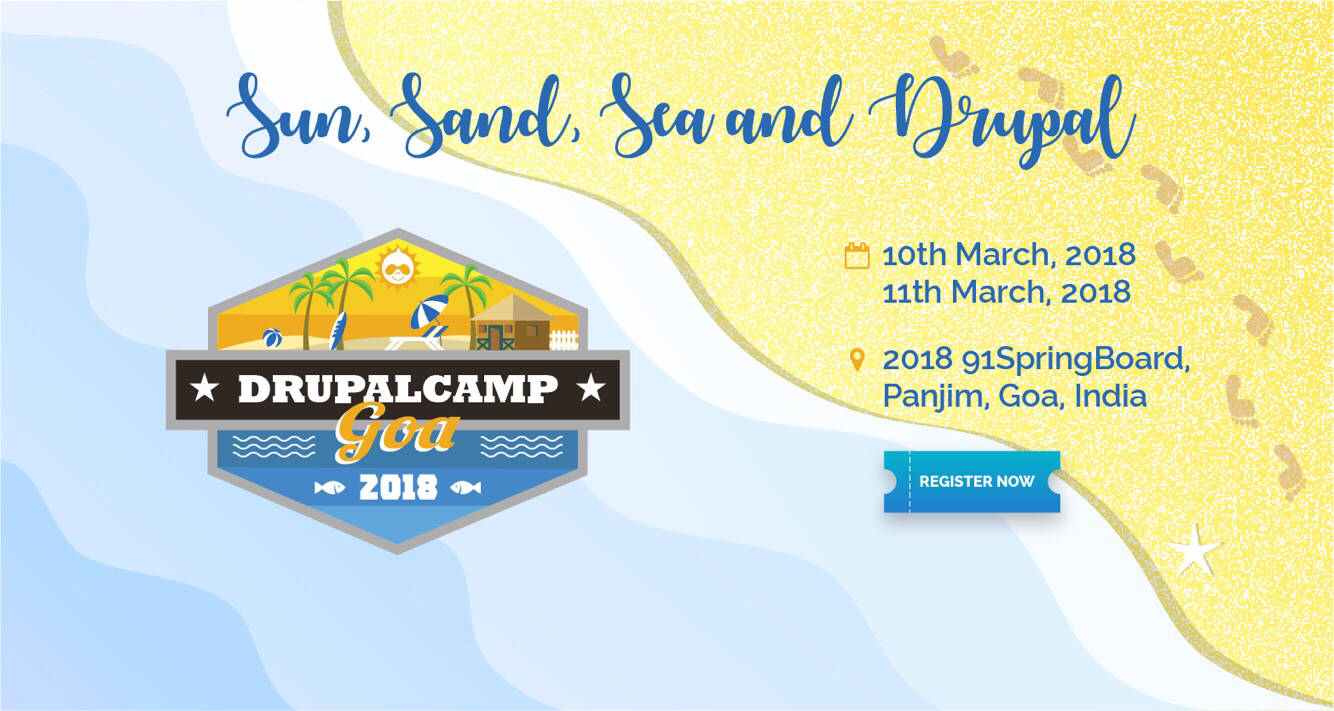 Sun, Sand, Sea and Drupal
DRUPALCAMP
Goa
2018
10th March, 2018
11th March, 2018
2018 91SpringBoard,
Panjim, Goa, India
REGISTER NOW